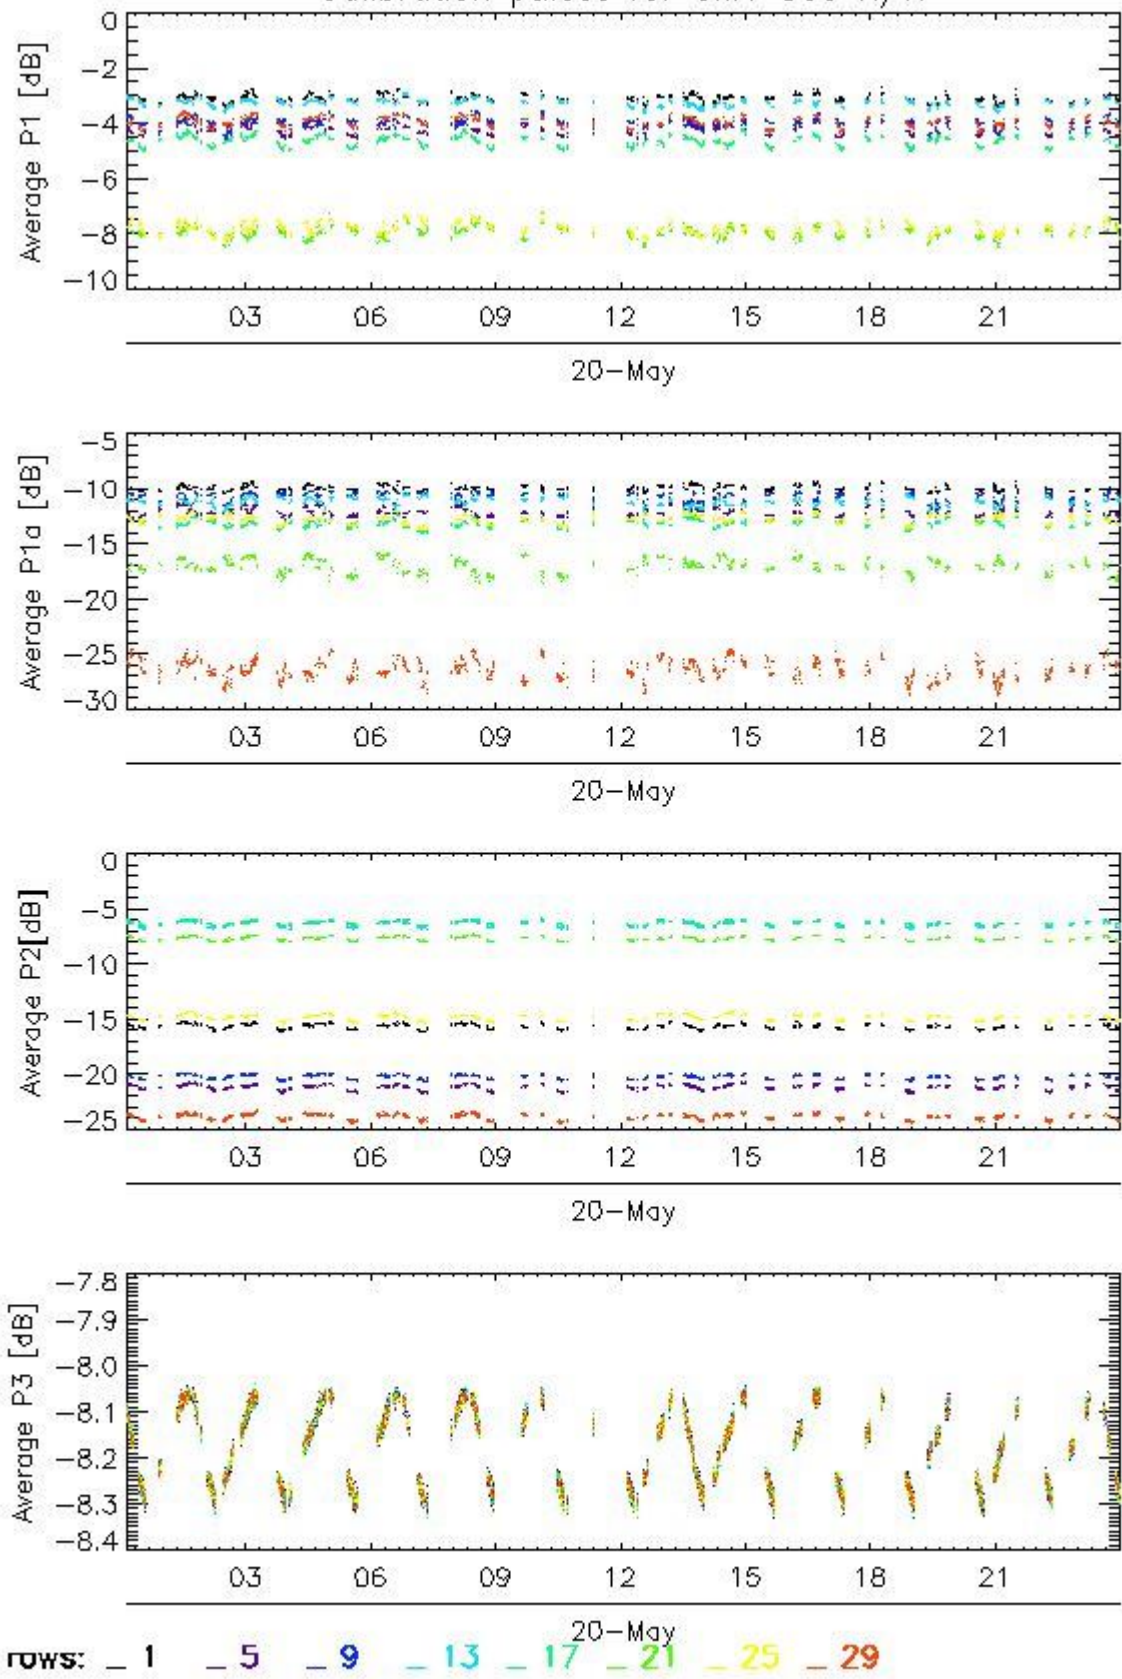 0
Average P1 [dB]
-2
-4
-6
-8
-10
03 06 09 12 15 18 21
20-May
-5
Average P1a [dB]
-10
-15
-20
-25
-30
03 06 09 12 15 18 21
20-May
0
Average P2[dB]
-5
-10
-15
-20
-25
03 06 09 12 15 18 21
20-May
-7.8
Average P3 [dB]
-7.9
-8.0
-8.1
-8.2
-8.3
-8.4
03 06 09 12 15 18 21
20-May
rows: _ 1 _ 5 _ 9 _ 13 _ 17 _ 21 _ 25 _ 29